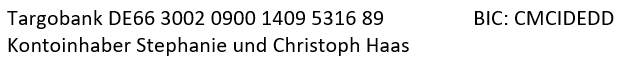 Targobank DE66 3002 0900 1409 5316 89 BIC: CMCIDEDD
Kontoinhaber Stephanie und Christoph Haas